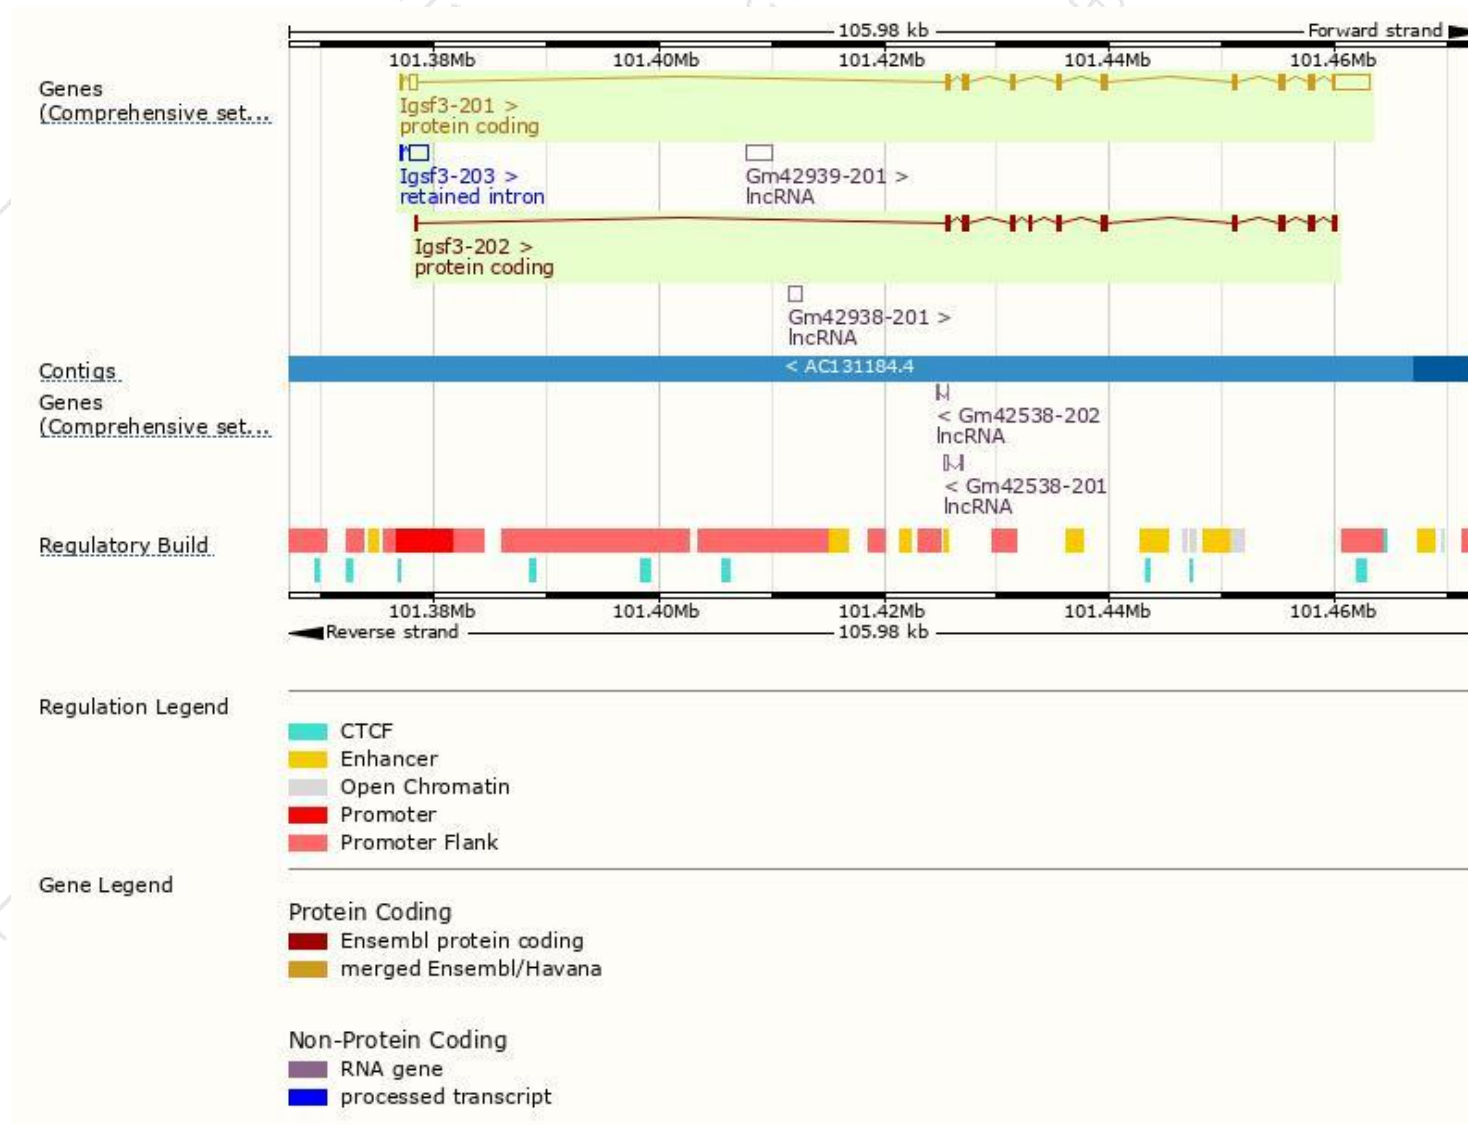 105.98 kb Forward strand
101.38Mb 101.40Mb 101.42Mb 101.44Mb 101.46Mb
Genes
(Comprehensive set...
Igsf3-201 >
protein coding
Igsf3-203 > Gm42939-201 >
retained intron lncRNA
Igsf3-202 >
protein coding
Gm42938-201 >
lncRNA
Contigs < AC131184.4
Genes
(Comprehensive set...
< Gm42538-202
lncRNA
< Gm42538-201
lncRNA
Regulatory Build
101.38Mb 101.40Mb 101.42Mb 101.44Mb 101.46Mb
Reverse strand 105.98 kb
Regulation Legend
CTCF
Enhancer
Open Chromatin
Promoter
Promoter Flank
Gene Legend
Protein Coding
Ensembl protein coding
merged Ensembl/Havana
Non-Protein Coding
RNA gene
processed transcript